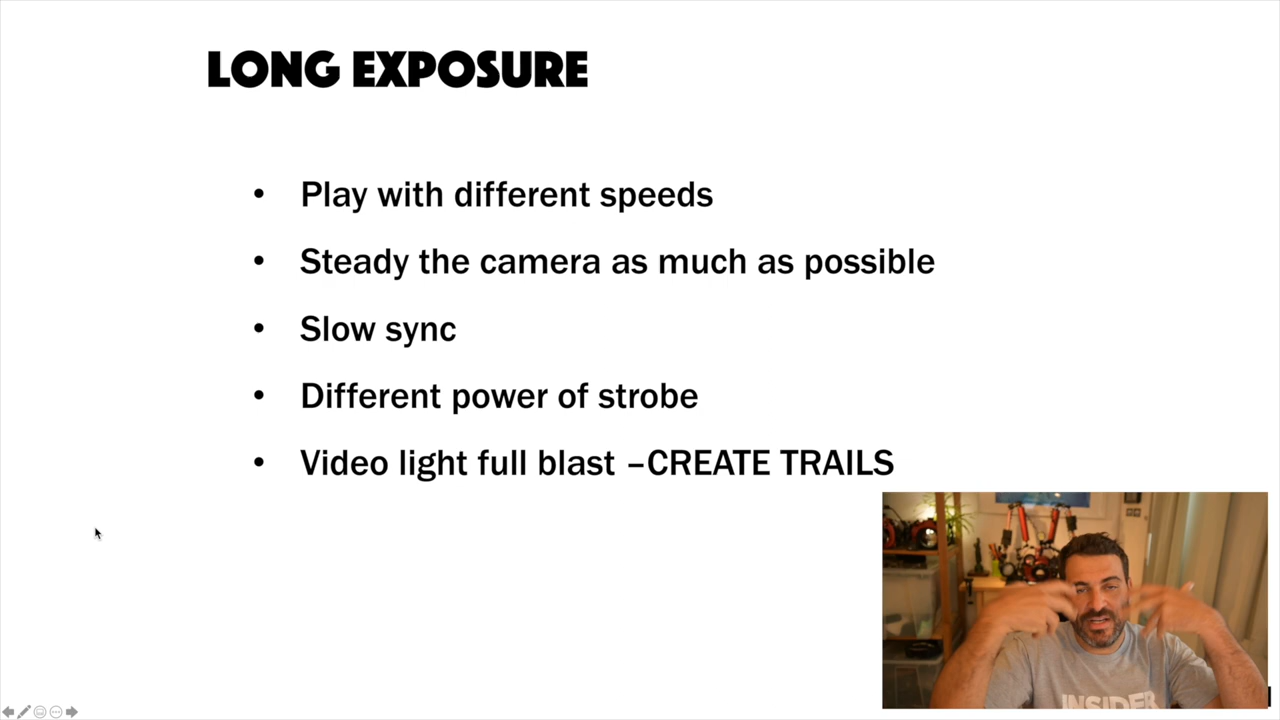 LONG EXPOSURE
• Play with different speeds
• Steady the camera as much as possible
• Slow sync
• Different power of strobe
• Video light full blast –CREATE TRAILS
INSIDER